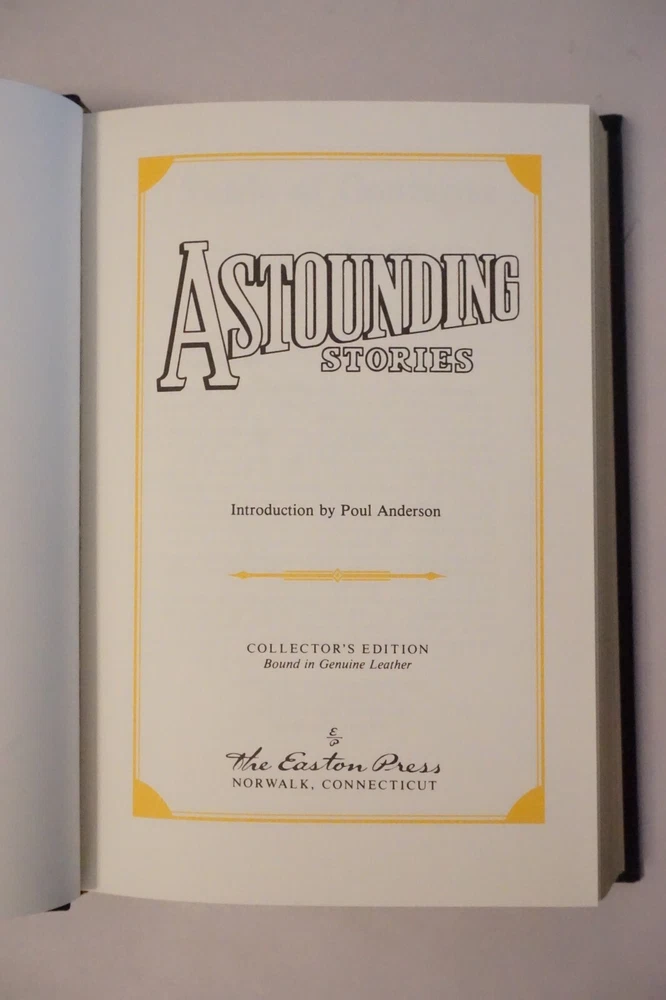 ASTOUNDING
STORIES
Introduction by Poul Anderson
COLLECTOR'S EDITION
Bound in Genuine Leather
E
P
The Easton Press
NORWALK, CONNECTICUT